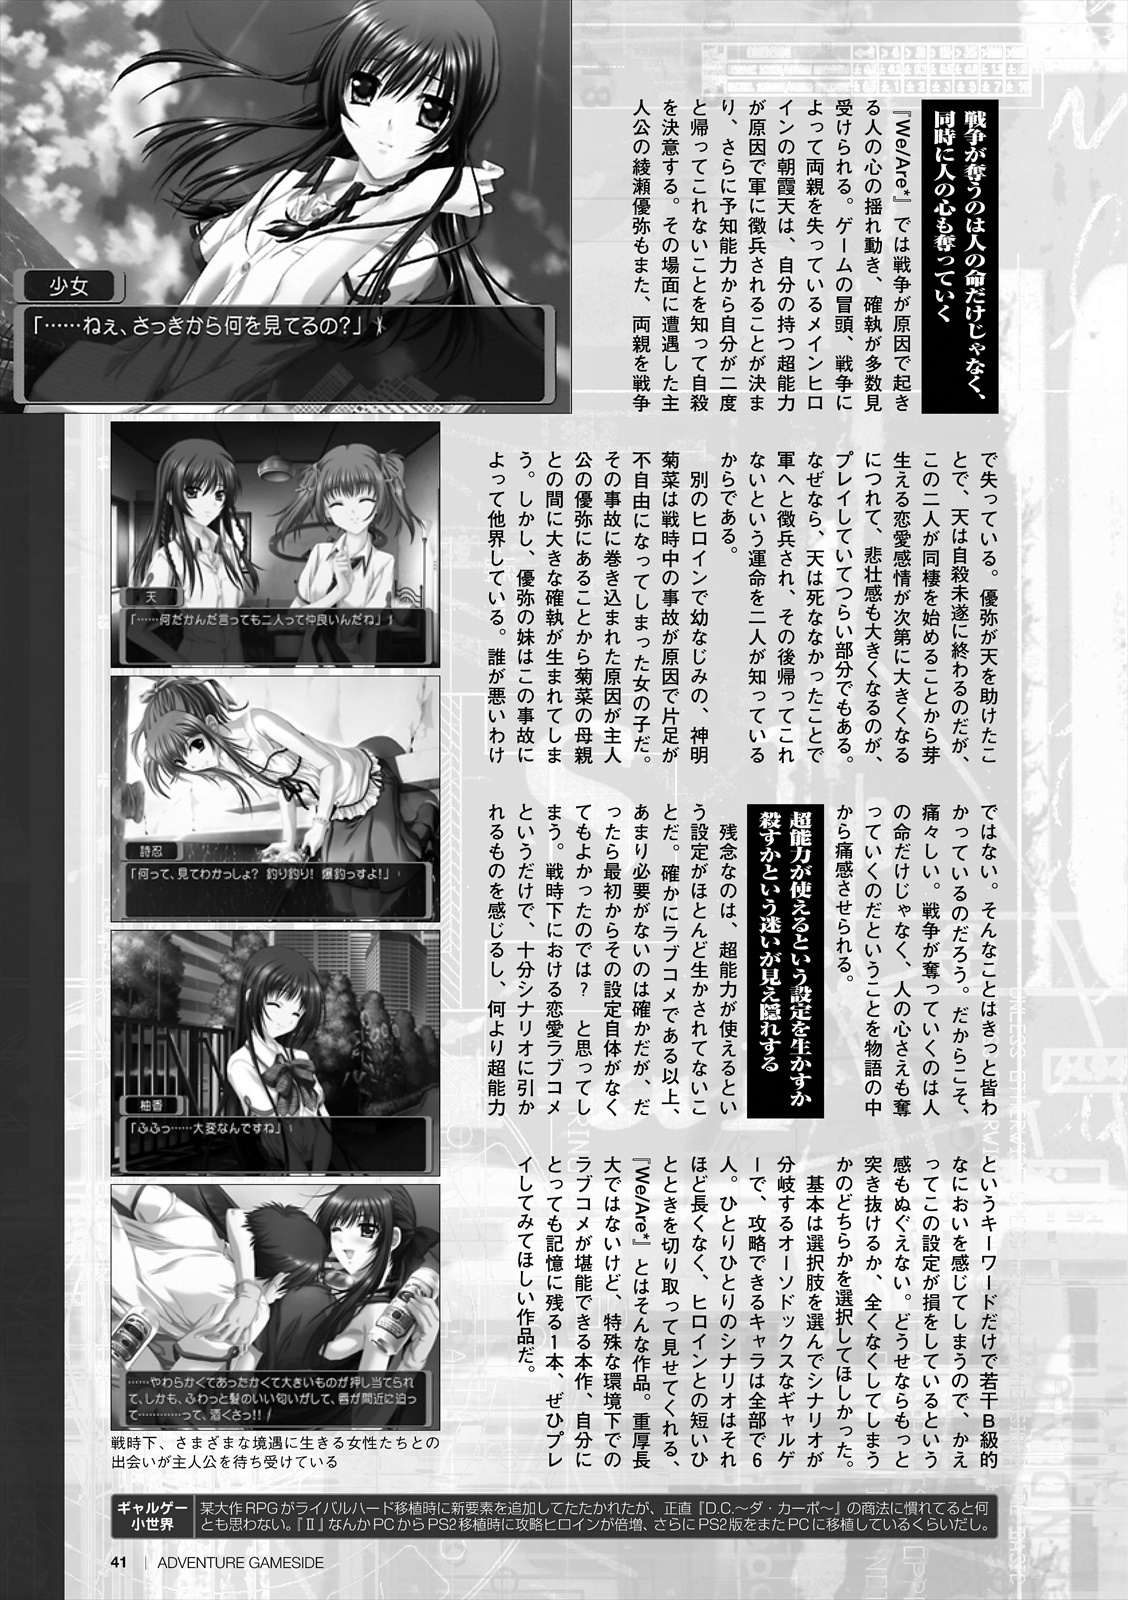 戦争が奪うのは人の命だけじゃなく、
同時に人の心も奪っていく
『We/Are*』では戦争が原因で起き
る人の心の揺れ動き、確執が多数見
受けられる。ゲームの冒頭、戦争に
よって両親を失っているメインヒロ
インの朝霞天は、自分の持つ超能力
が原因で軍に徴兵されることが決ま
り、さらに予知能力から自分が二度
と帰ってこれないことを知って自殺
を決意する。その場面に遭遇した主
人公の綾瀬優弥もまた、両親を戦争
で失っている。優弥が天を助けたこ
とで、天は自殺未遂に終わるのだが、
この二人が同棲を始めることから芽
生える恋愛感情が次第に大きくなる
につれて、悲壮感も大きくなるのが、
プレイしていてつらい部分でもある。
なぜなら、天は死ななかったことで
軍へと徴兵され、その後帰ってこれ
ないという運命を二人が知っている
からである。
別のヒロインで幼なじみの、神明
菊菜は戦時中の事故が原因で片足が
不自由になってしまった女の子だ。
その事故に巻き込まれた原因が主人
公の優弥にあることから菊菜の母親
との間に大きな確執が生まれてしま
う。しかし、優弥の妹はこの事故に
よって他界している。誰が悪いわけ
ではない。そんなことはきっと皆わ
かっているのだろう。だからこそ、
痛々しい。戦争が奪っていくのは人
の命だけじゃなく、人の心さえも奪
っていくのだということを物語の中
から痛感させられる。
超能力が使えるという設定を生かすか
殺すかという迷いが見え隠れする
残念なのは、超能力が使えるとい
う設定がほとんど生かされてないこ
とだ。確かにラブコメである以上、
あまり必要がないのは確かだが、だ
ったら最初からその設定自体がなく
てもよかったのでは? と思ってし
まう。戦時下における恋愛ラブコメ
というだけで、十分シナリオに引か
れるものを感じるし、何より超能力
というキーワードだけで若干B級的
なにおいを感じてしまうので、かえ
ってこの設定が損をしているという
感もぬぐえない。どうせならもっと
突き抜けるか、全くなくしてしまう
かのどちらかを選択してほしかった。
基本は選択肢を選んでシナリオが
分岐するオーソドックスなギャルゲ
ーで、攻略できるキャラは全部で6
人。ひとりひとりのシナリオはそれ
ほど長くなく、ヒロインとの短いひ
とときを切り取って見せてくれる、
『We/Are*』とはそんな作品。重厚長
大ではないけど、特殊な環境下での
ラブコメが堪能できる本作、自分に
とっても記憶に残る1本、ぜひプレ
イしてみてほしい作品だ。
少女
「……ねぇ、さっきから何を見てるの?」
天
「……何だかんだ言っても二人って仲良いんだね」
詩忍
「何って、見てわかっしょ? 釣り釣り! 爆釣っすよ!」
柚香
「ふふっ……大変なんですね」
……やわらかくてあったかくて大きいものが押し当てられ
て、しかも、ふわっと髪のいい匂いがして、唇が間近に迫っ
て…………って、酒くさっ!!
戦時下、さまざまな境遇に生きる女性たちとの
出会いが主人公を待ち受けている
ギャルゲー
小世界
某大作RPGがライバルハード移植時に新要素を追加してたたかれたが、正直『D.C.〜ダ・カーポ〜』の商法に慣れてると何
とも思わない。『Ⅱ』なんかPCからPS2移植時に攻略ヒロインが倍増、さらにPS2版をまたPCに移植しているくらいだし。
41 | ADVENTURE GAMESIDE